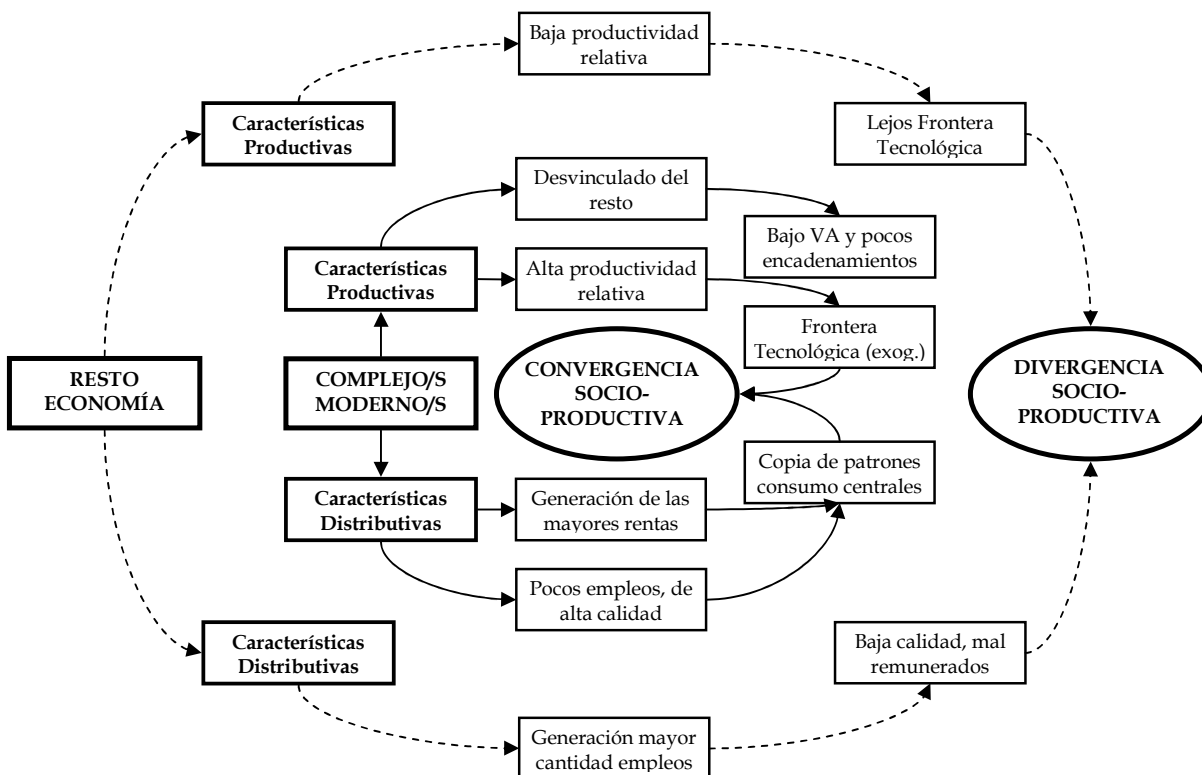 Baja productividad
relativa
Características
Productivas
Lejos Frontera
Tecnológica
Desvinculado del
resto
Bajo VA y pocos
encadenamientos
Características
Productivas
Alta productividad
relativa
Frontera
Tecnológica (exog.)
RESTO
ECONOMÍA
COMPLEJO/S
MODERNO/S
CONVERGENCIA
SOCIO-
PRODUCTIVA
DIVERGENCIA
SOCIO-
PRODUCTIVA
Copia de patrones
consumo centrales
Características
Distributivas
Generación de las
mayores rentas
Pocos empleos, de
alta calidad
Características
Distributivas
Baja calidad, mal
remunerados
Generación mayor
cantidad empleos